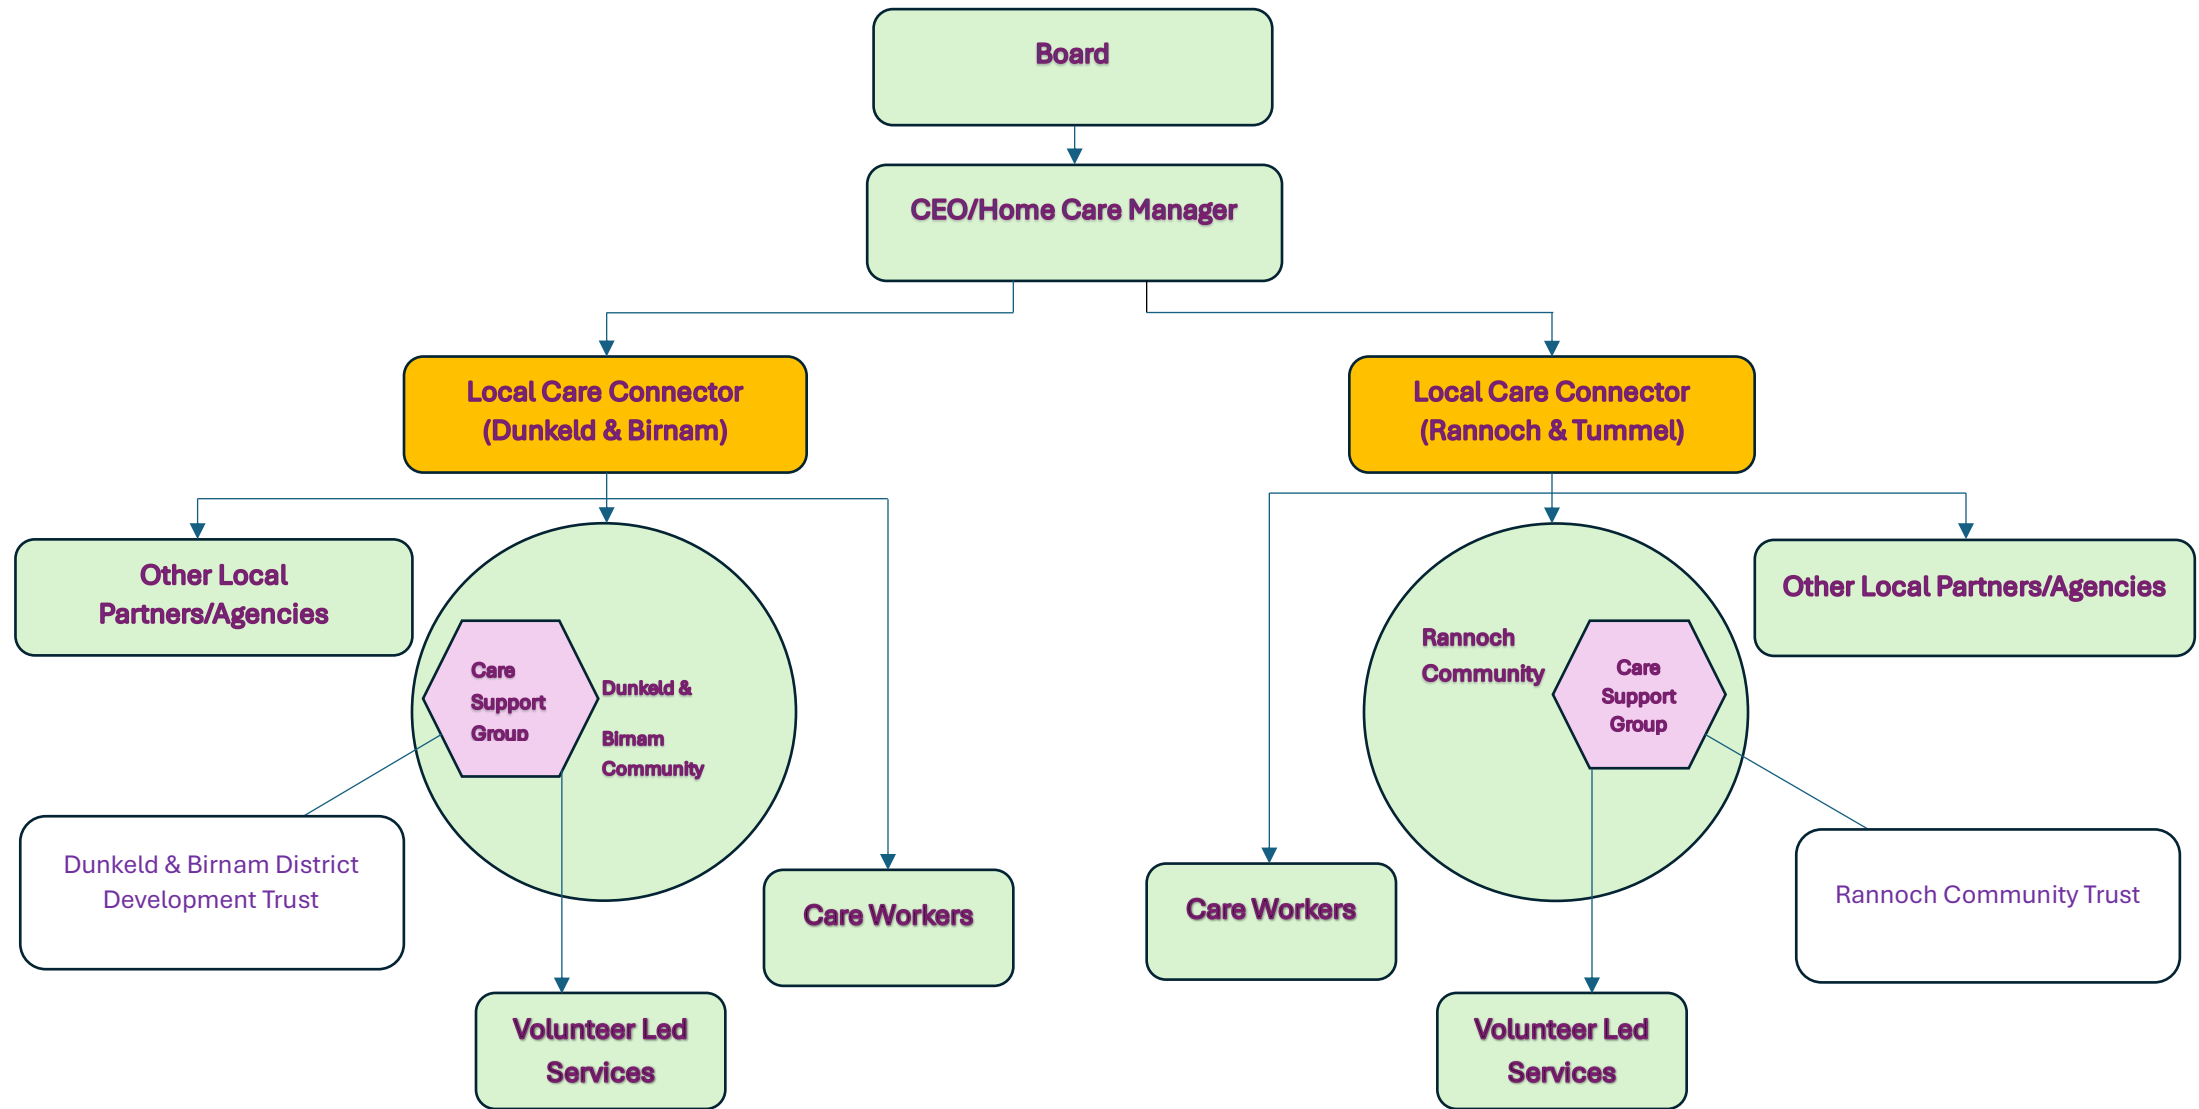 Board
CEO/Home Care Manager
Local Care Connector
(Dunkeld & Birnam)
Local Care Connector
(Rannoch & Tummel)
Other Local
Partners/Agencies
Care
Support
Group
Dunkeld &
Birnam
Community
Rannoch
Community
Care
Support
Group
Other Local Partners/Agencies
Dunkeld & Birnam District
Development Trust
Care Workers
Care Workers
Rannoch Community Trust
Volunteer Led
Services
Volunteer Led
Services